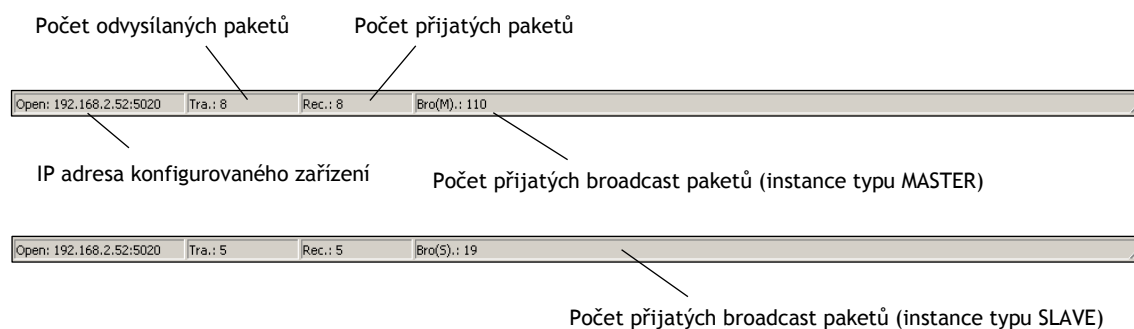 Počet odvysílaných paketů Počet přijatých paketů
Open: 192.168.2.52:5020 Tra.: 8 Rec.: 8 Bro(M).: 110
IP adresa konfigurovaného zařízení Počet přijatých broadcast paketů (instance typu MASTER)
Open: 192.168.2.52:5020 Tra.: 5 Rec.: 5 Bro(S).: 19
Počet přijatých broadcast paketů (instance typu SLAVE)